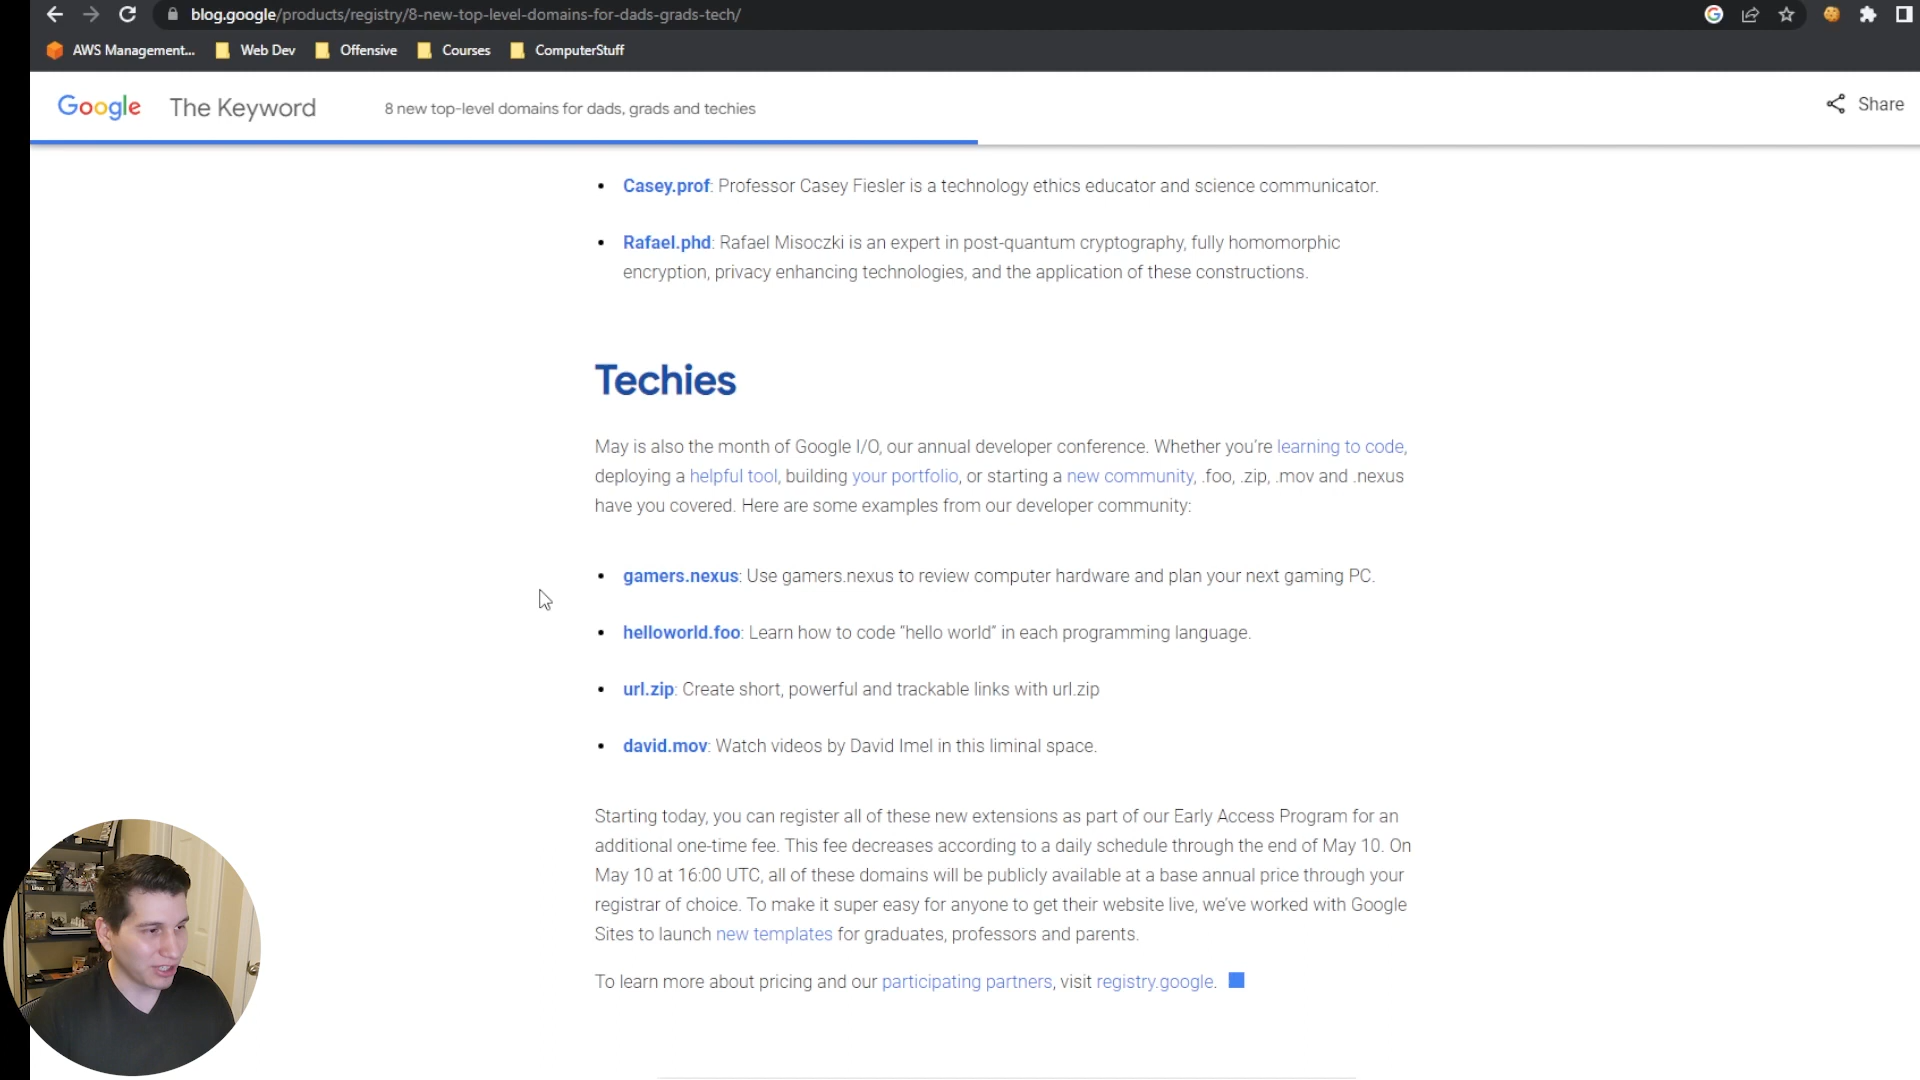 blog.google/products/registry/8-new-top-level-domains-for-dads-grads-tech/
AWS Management... Web Dev Offensive Courses ComputerStuff
Google The Keyword 8 new top-level domains for dads, grads and techies Share
• Casey.prof: Professor Casey Fiesler is a technology ethics educator and science communicator.
• Rafael.phd: Rafael Misoczki is an expert in post-quantum cryptography, fully homomorphic
encryption, privacy enhancing technologies, and the application of these constructions.
Techies
May is also the month of Google I/O, our annual developer conference. Whether you’re learning to code,
deploying a helpful tool, building your portfolio, or starting a new community, .foo, .zip, .mov and .nexus
have you covered. Here are some examples from our developer community:
• gamers.nexus: Use gamers.nexus to review computer hardware and plan your next gaming PC.
• helloworld.foo: Learn how to code “hello world” in each programming language.
• url.zip: Create short, powerful and trackable links with url.zip
• david.mov: Watch videos by David Imel in this liminal space.
Starting today, you can register all of these new extensions as part of our Early Access Program for an
additional one-time fee. This fee decreases according to a daily schedule through the end of May 10. On
May 10 at 16:00 UTC, all of these domains will be publicly available at a base annual price through your
registrar of choice. To make it super easy for anyone to get their website live, we’ve worked with Google
Sites to launch new templates for graduates, professors and parents.
To learn more about pricing and our participating partners, visit registry.google.